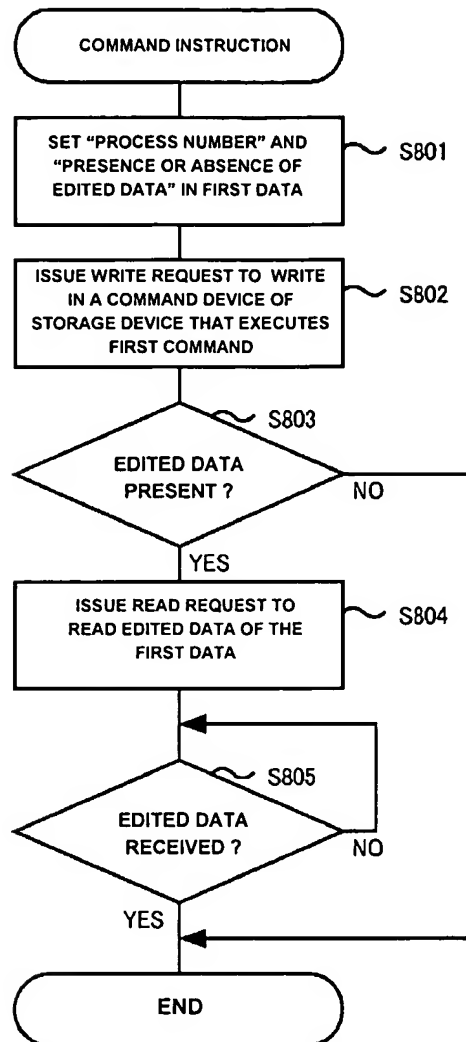 COMMAND INSTRUCTION
SET “PROCESS NUMBER” AND
“PRESENCE OR ABSENCE OF
EDITED DATA” IN FIRST DATA
S801
ISSUE WRITE REQUEST TO WRITE
IN A COMMAND DEVICE OF
STORAGE DEVICE THAT EXECUTES
FIRST COMMAND
S802
S803
EDITED DATA
PRESENT ?
NO
YES
ISSUE READ REQUEST TO
READ EDITED DATA OF THE
FIRST DATA
S804
S805
EDITED DATA
RECEIVED ?
NO
YES
END